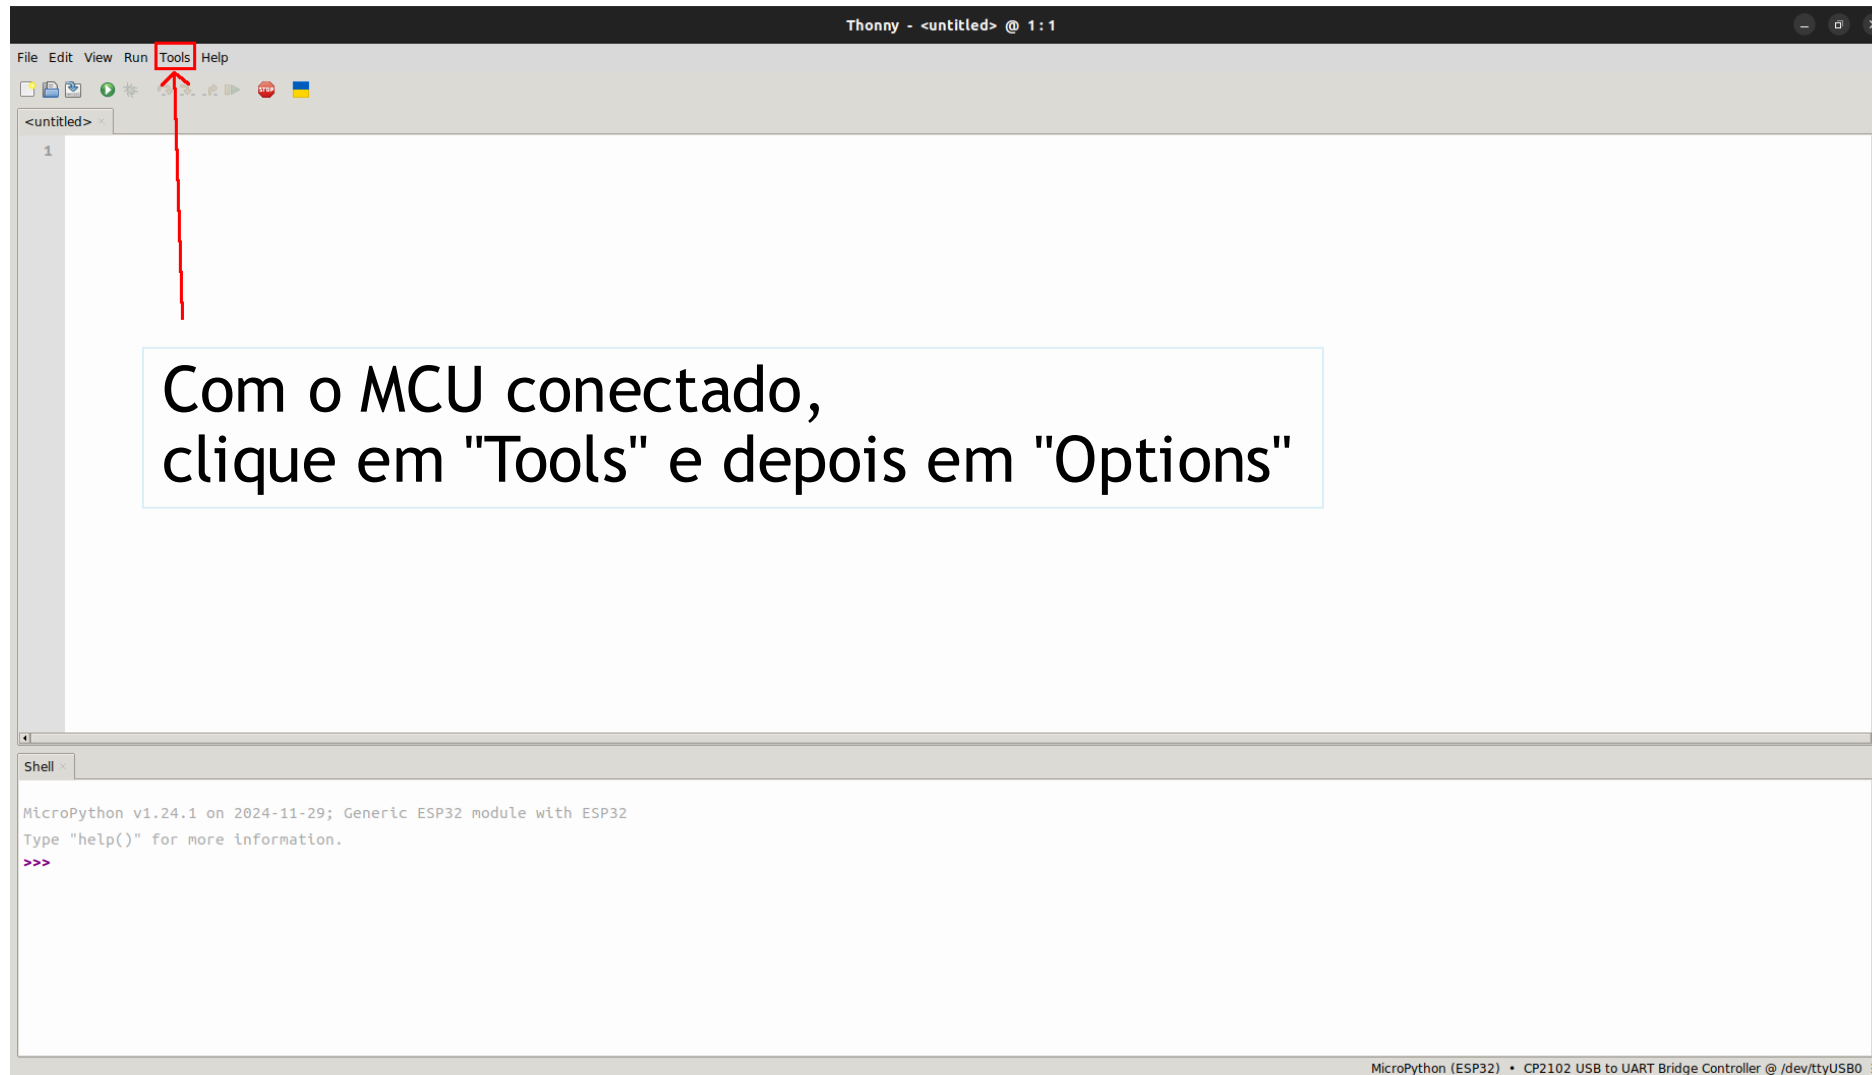 Thonny - <untitled> @ 1:1
File Edit View Run Tools Help
STOP
<untitled>
1
Com o MCU conectado,
clique em "Tools" e depois em "Options"
Shell
MicroPython v1.24.1 on 2024-11-29; Generic ESP32 module with ESP32
Type "help()" for more information.
>>>
MicroPython (ESP32) • CP2102 USB to UART Bridge Controller @ /dev/ttyUSB0